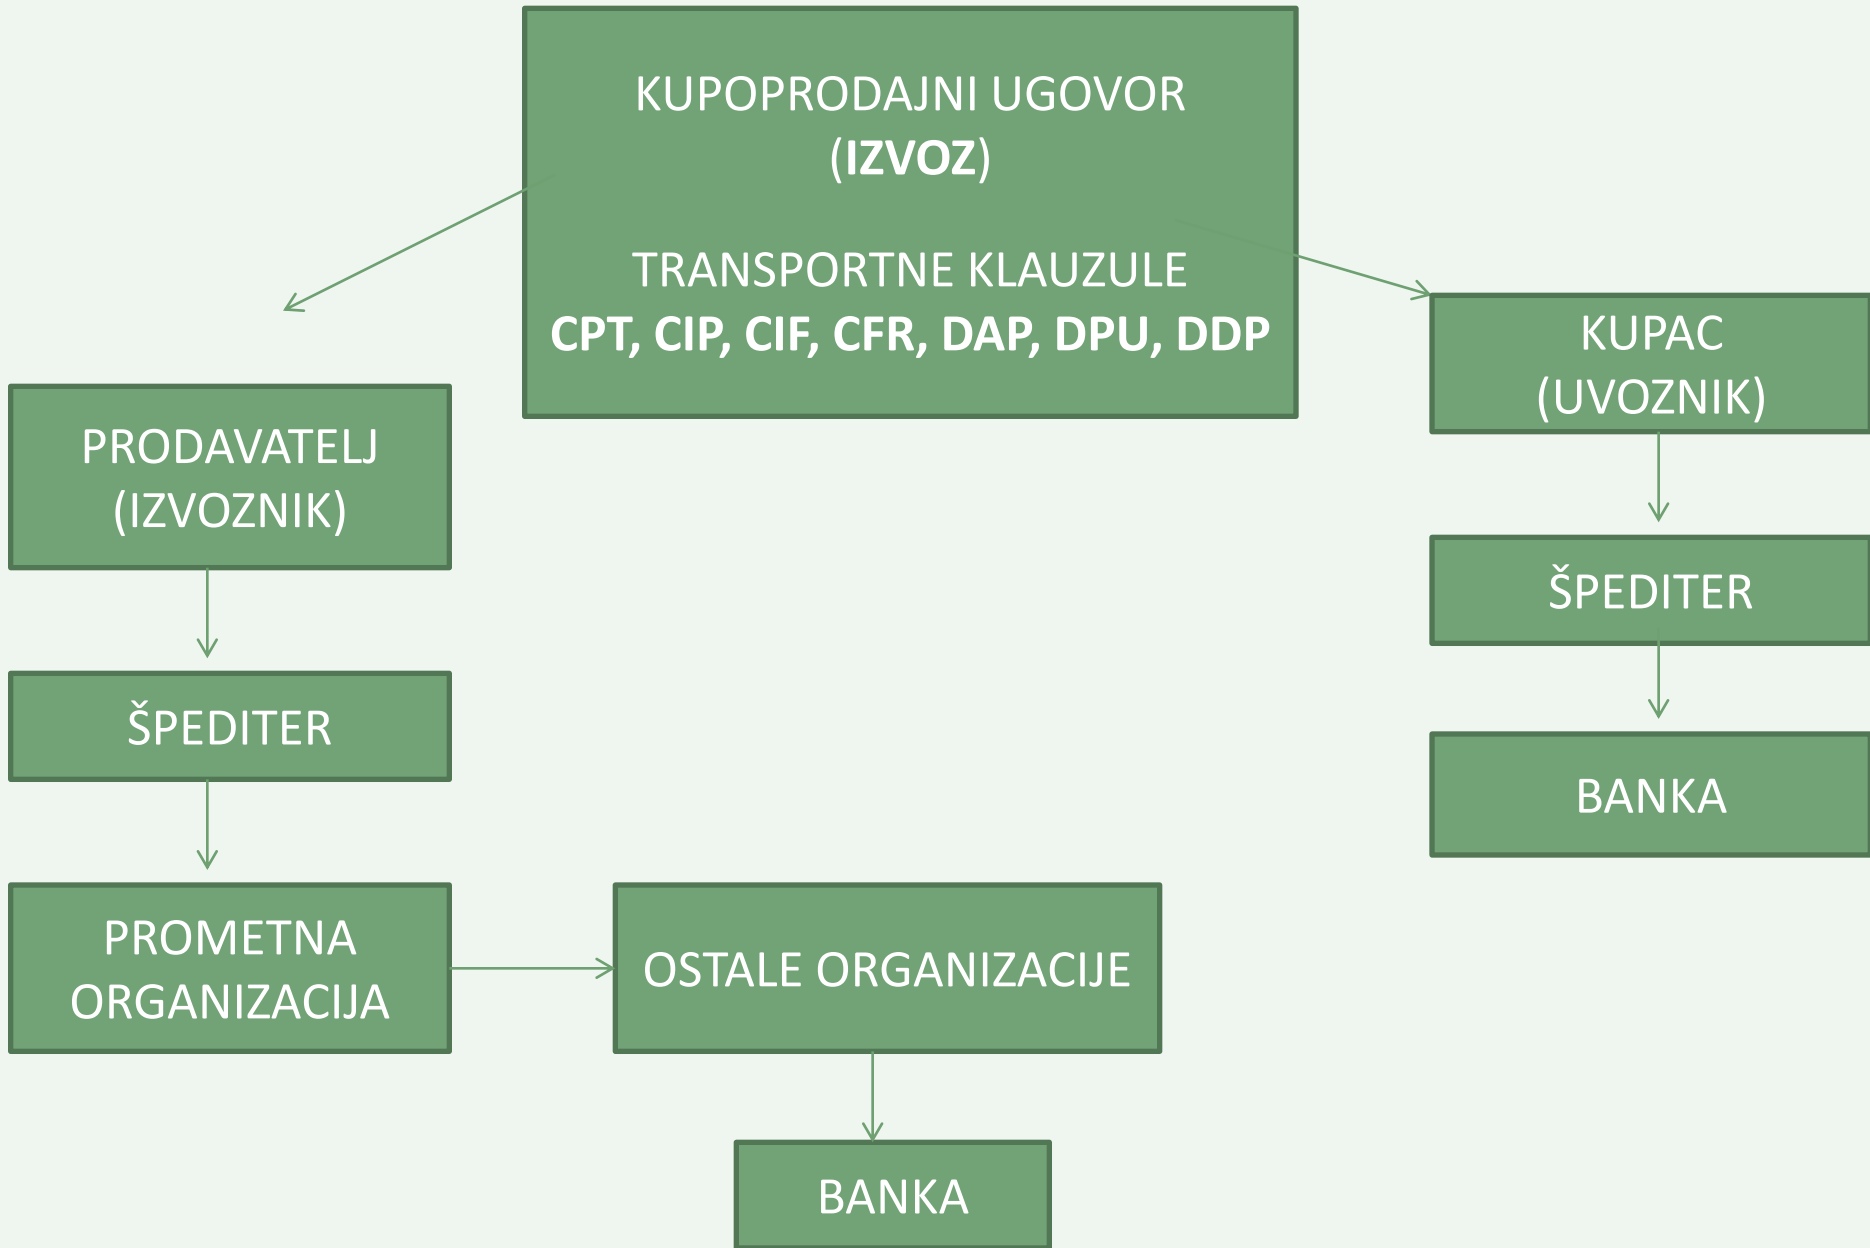 KUPOPRODAJNI UGOVOR
(IZVOZ)
TRANSPORTNE KLAUZULE
CPT, CIP, CIF, CFR, DAP, DPU, DDP
PRODAVATELJ
(IZVOZNIK)
ŠPEDITER
PROMETNA
ORGANIZACIJA
OSTALE ORGANIZACIJE
BANKA
KUPAC
(UVOZNIK)
ŠPEDITER
BANKA